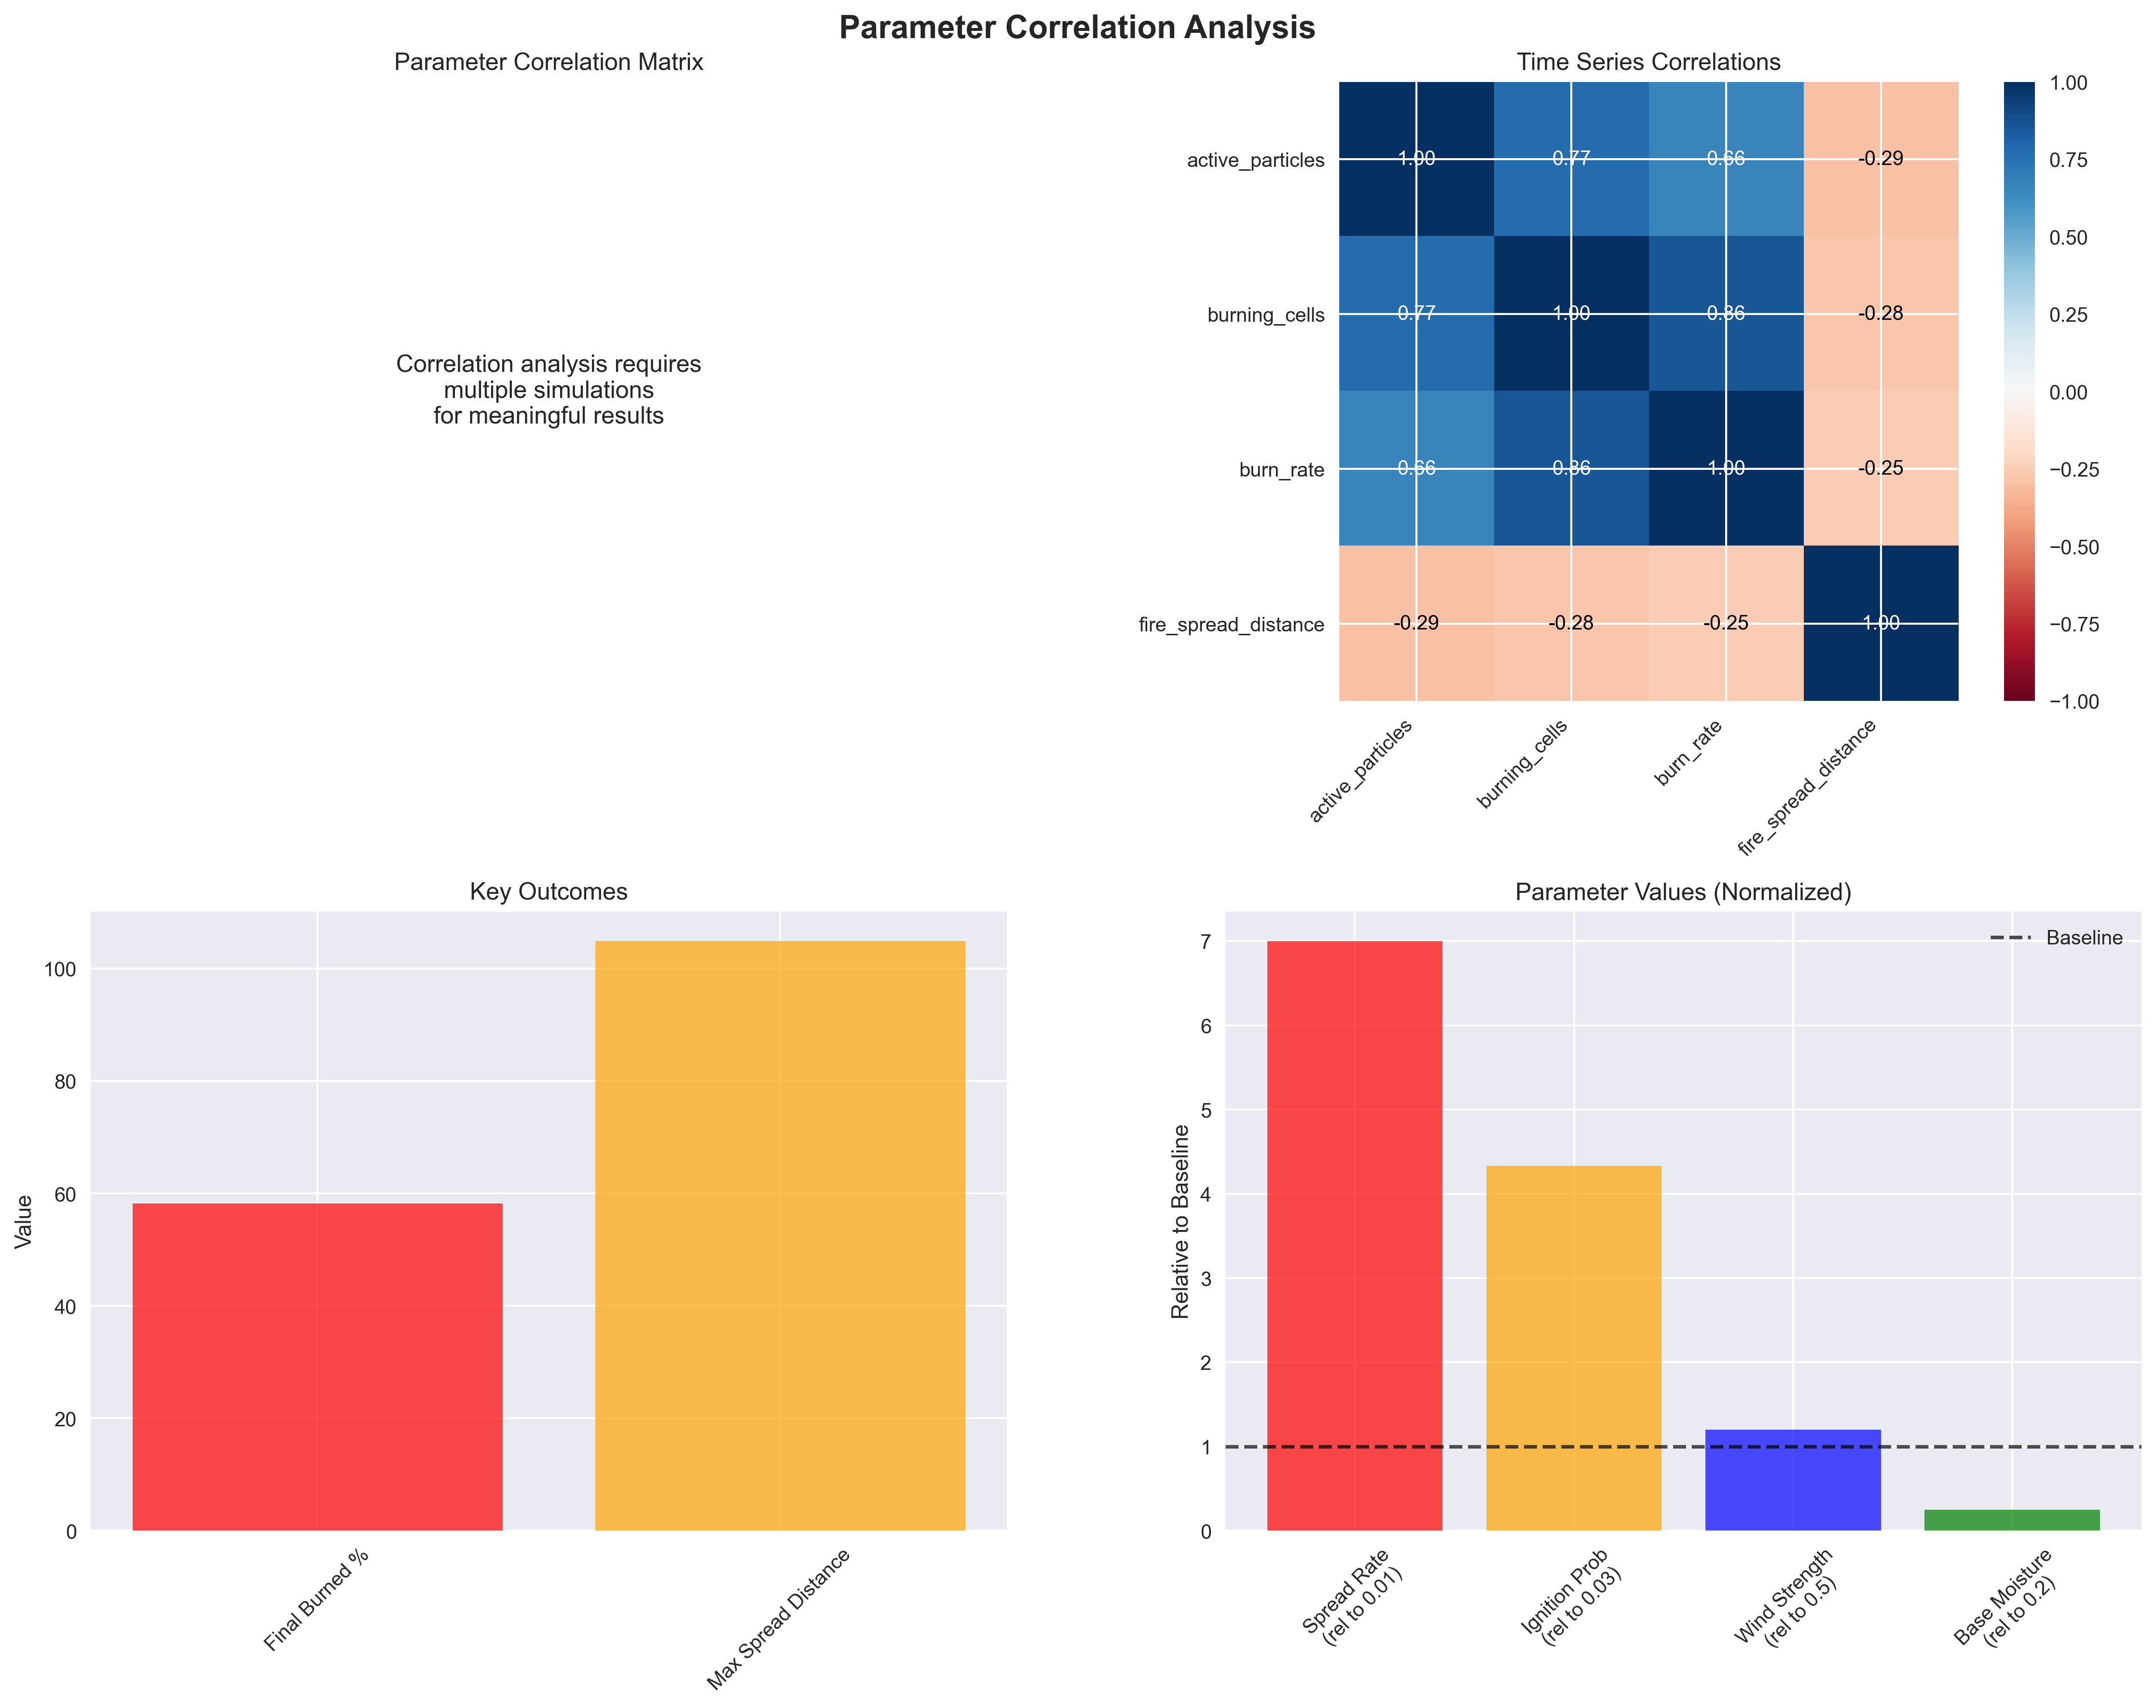 Parameter Correlation Analysis
Parameter Correlation Matrix
Correlation analysis requires
multiple simulations
for meaningful results
Time Series Correlations
active_particles
burning_cells
burn_rate
fire_spread_distance
1.00 0.77 0.66 -0.29
0.77 1.00 0.86 -0.28
0.66 0.86 1.00 -0.25
-0.29 -0.28 -0.25 1.00
active_particles
burning_cells
burn_rate
fire_spread_distance
1.00
0.75
0.50
0.25
0.00
−0.25
−0.50
−0.75
−1.00
Key Outcomes
Value
100
80
60
40
20
0
Final Burned %
Max Spread Distance
Parameter Values (Normalized)
Relative to Baseline
7
6
5
4
3
2
1
0
Baseline
Spread Rate
(rel to 0.01)
Ignition Prob
(rel to 0.03)
Wind Strength
(rel to 0.5)
Base Moisture
(rel to 0.2)